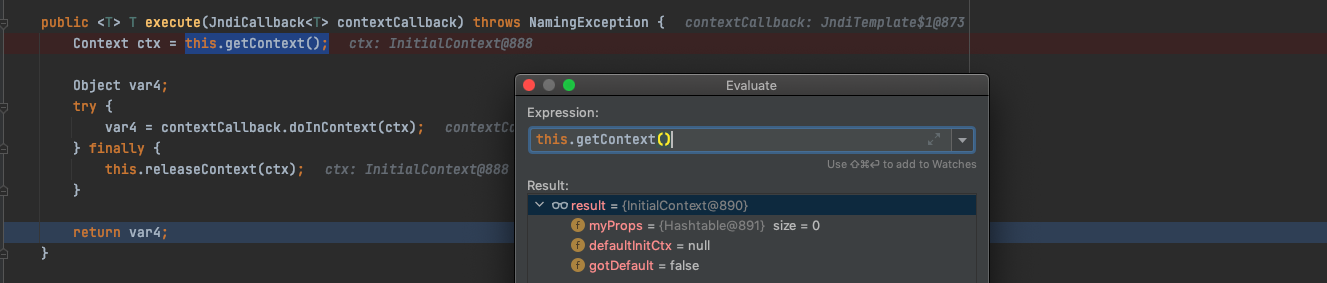 public <T> T execute(JndiCallback<T> contextCallback) throws NamingException { contextCallback: JndiTemplate$1@873
Context ctx = this.getContext(); ctx: InitialContext@888
Object var4;
try {
var4 = contextCallback.doInContext(ctx); contextCa
} finally {
this.releaseContext(ctx); ctx: InitialContext@888
}
return var4;
}
Evaluate
Expression:
this.getContext()
Use ⇧⌘⏎ to add to Watches
Result:
result = {InitialContext@890}
f myProps = {Hashtable@891} size = 0
f defaultInitCtx = null
f gotDefault = false